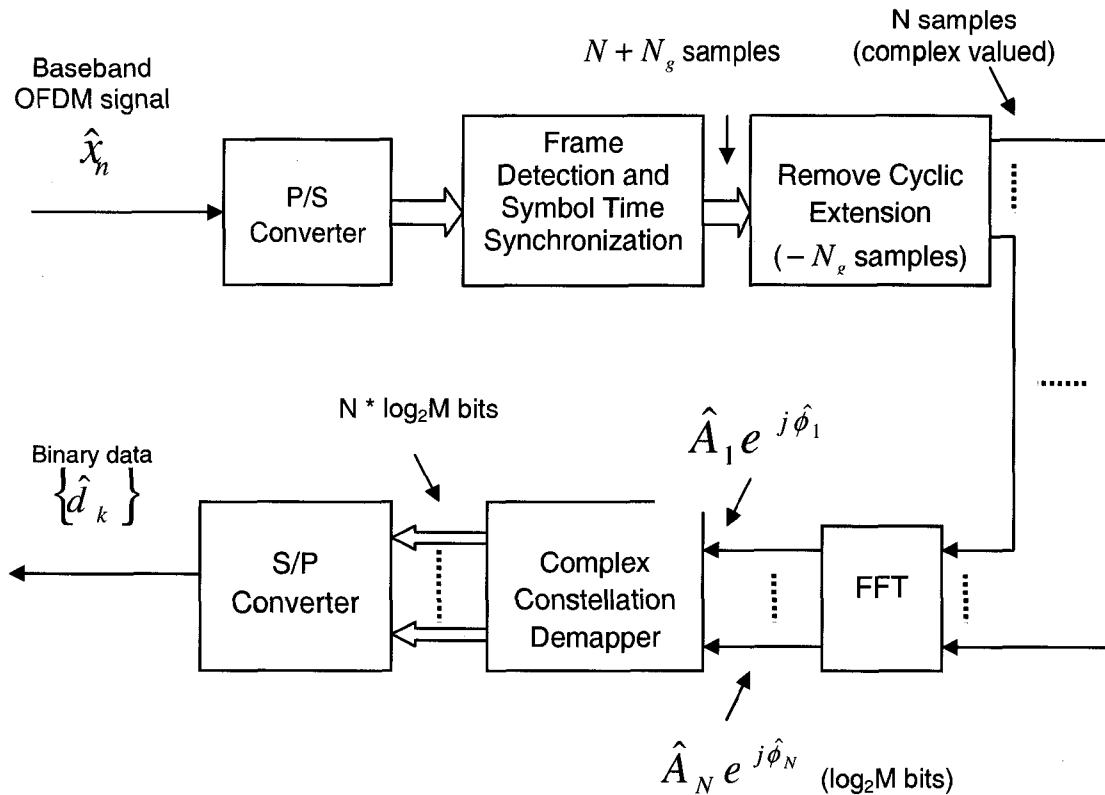 N samples
(complex valued)
N + N_g samples
Baseband
OFDM signal
x̂_n
P/S
Converter
Frame
Detection and
Symbol Time
Synchronization
Remove Cyclic
Extension
(− N_g samples)
N * log₂M bits
Â_1 e^{jϕ̂_1}
Binary data
{d̂_k}
S/P
Converter
Complex
Constellation
Demapper
FFT
Â_N e^{jϕ̂_N} (log₂M bits)